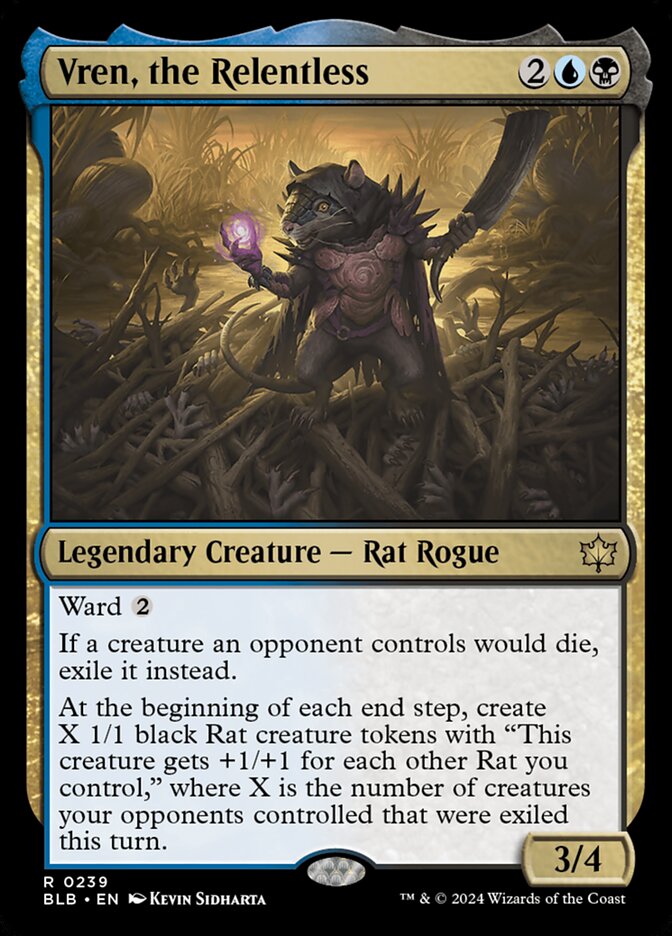 Vren, the Relentless 2
Legendary Creature — Rat Rogue
Ward 2
If a creature an opponent controls would die,
exile it instead.
At the beginning of each end step, create
X 1/1 black Rat creature tokens with “This
creature gets +1/+1 for each other Rat you
control,” where X is the number of creatures
your opponents controlled that were exiled
this turn.
3/4
R 0239
BLB • EN Kevin Sidharta
™ & © 2024 Wizards of the Coast